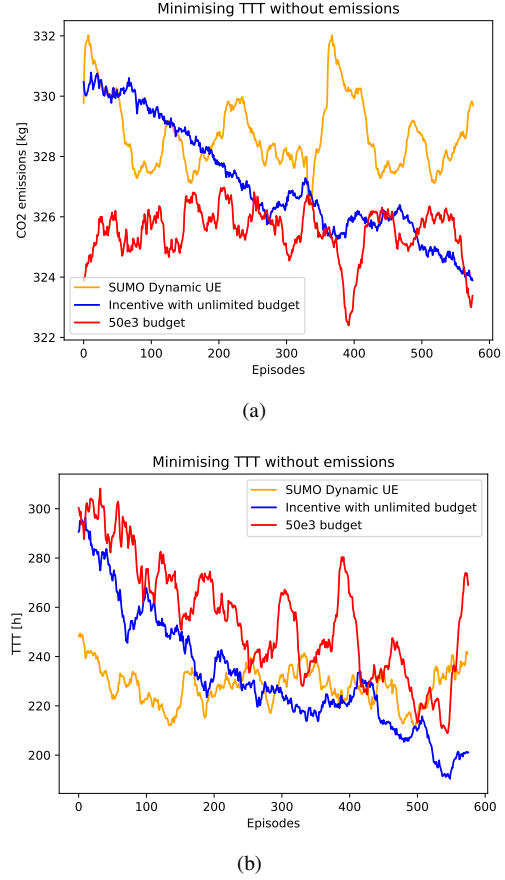 Minimising TTT without emissions
332
330
328
326
324
322
CO2 emissions [kg]
SUMO Dynamic UE
Incentive with unlimited budget
50e3 budget
0
100
200
300
400
500
600
Episodes
(a)
Minimising TTT without emissions
300
280
260
240
220
200
TTT [h]
SUMO Dynamic UE
Incentive with unlimited budget
50e3 budget
0
100
200
300
400
500
600
Episodes
(b)